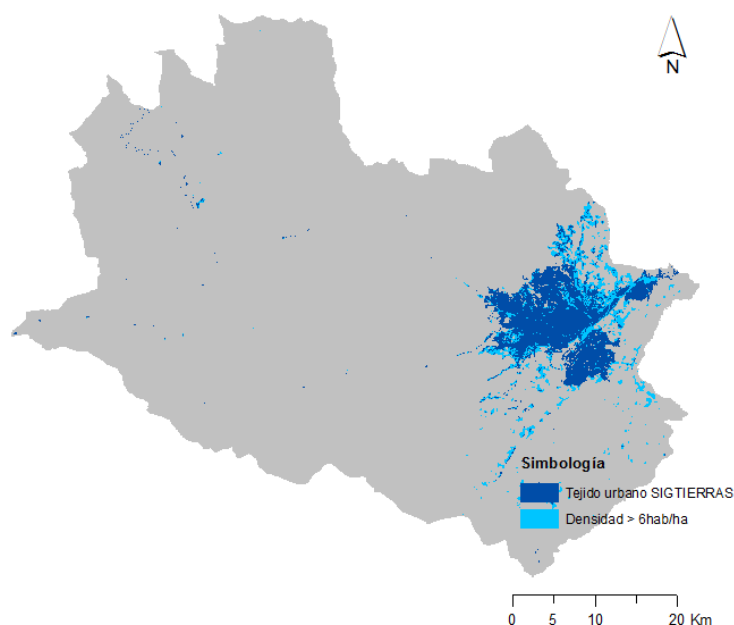 N
Simbología
Tejido urbano SIGTIERRAS
Densidad > 6hab/ha
0 5 10 20 Km